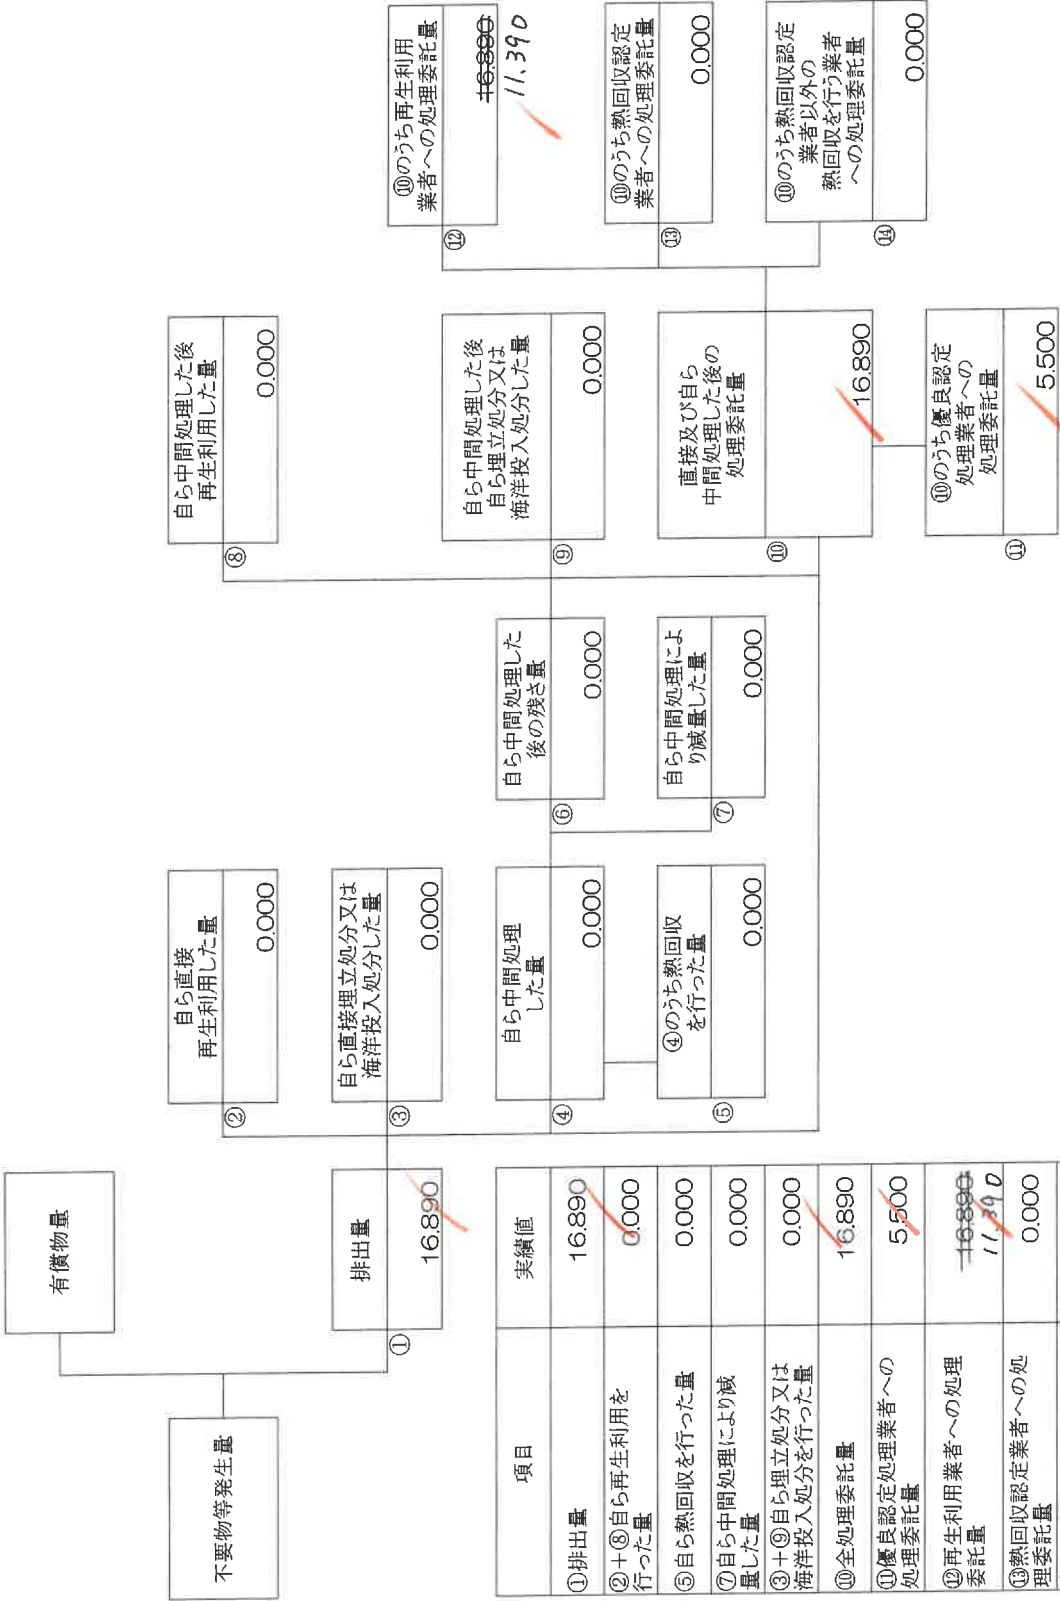 不要物等発生量
有償物量
排出量
①
16.890
自ら直接
再生利用した量
②
0.000
自ら直接埋立処分又は
海洋投入処分した量
③
0.000
自ら中間処理
した量
④
0.000
④のうち熱回収
を行った量
⑤
0.000
自ら中間処理した
後の残さ量
⑥
0.000
自ら中間処理によ
り減量した量
⑦
0.000
自ら中間処理した後
再生利用した量
⑧
0.000
自ら中間処理した後
自ら埋立処分又は
海洋投入処分した量
⑨
0.000
直接及び自ら
中間処理した後の
処理委託量
⑩
16.890
⑩のうち優良認定
処理業者への
処理委託量
⑪
5.500
⑩のうち再生利用
業者への処理委託量
⑫
16.890
11.390
⑩のうち熱回収認定
業者への処理委託量
⑬
0.000
⑩のうち熱回収認定
業者以外の
熱回収を行う業者
への処理委託量
⑭
0.000
項目 実績値
①排出量 16.890
②+⑧自ら再生利用を
行った量 0.000
⑤自ら熱回収を行った量 0.000
⑦自ら中間処理により減
量した量 0.000
③+⑨自ら埋立処分又は
海洋投入処分を行った量 0.000
⑩全処理委託量 16.890
⑪優良認定処理業者への
処理委託量 5.500
⑫再生利用業者への処理
委託量 16.890
11.390
⑬熱回収認定業者への処
理委託量 0.000